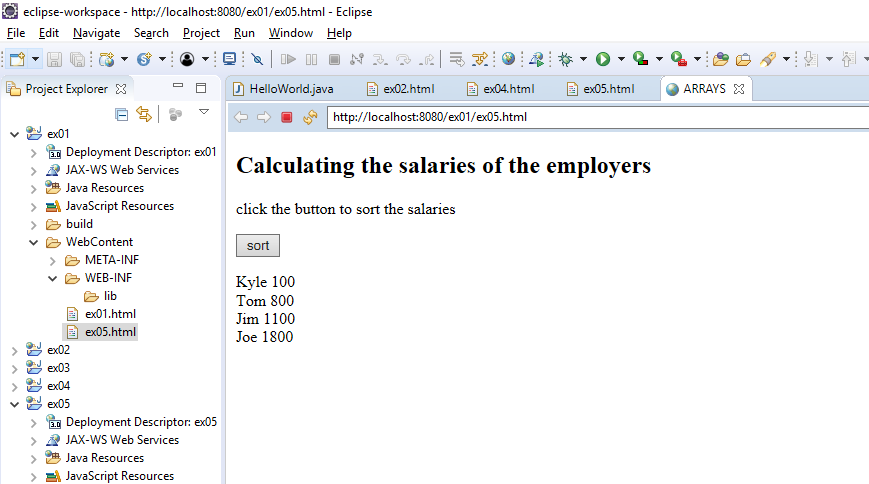 eclipse-workspace - http://localhost:8080/ex01/ex05.html - Eclipse
File Edit Navigate Search Project Run Window Help
Project Explorer
HelloWorld.java ex02.html ex04.html ex05.html ARRAYS
http://localhost:8080/ex01/ex05.html
ex01
Deployment Descriptor: ex01
JAX-WS Web Services
Java Resources
JavaScript Resources
build
WebContent
META-INF
WEB-INF
lib
ex01.html
ex05.html
ex02
ex03
ex04
ex05
Deployment Descriptor: ex05
JAX-WS Web Services
Java Resources
JavaScript Resources
Calculating the salaries of the employers
click the button to sort the salaries
sort
Kyle 100
Tom 800
Jim 1100
Joe 1800